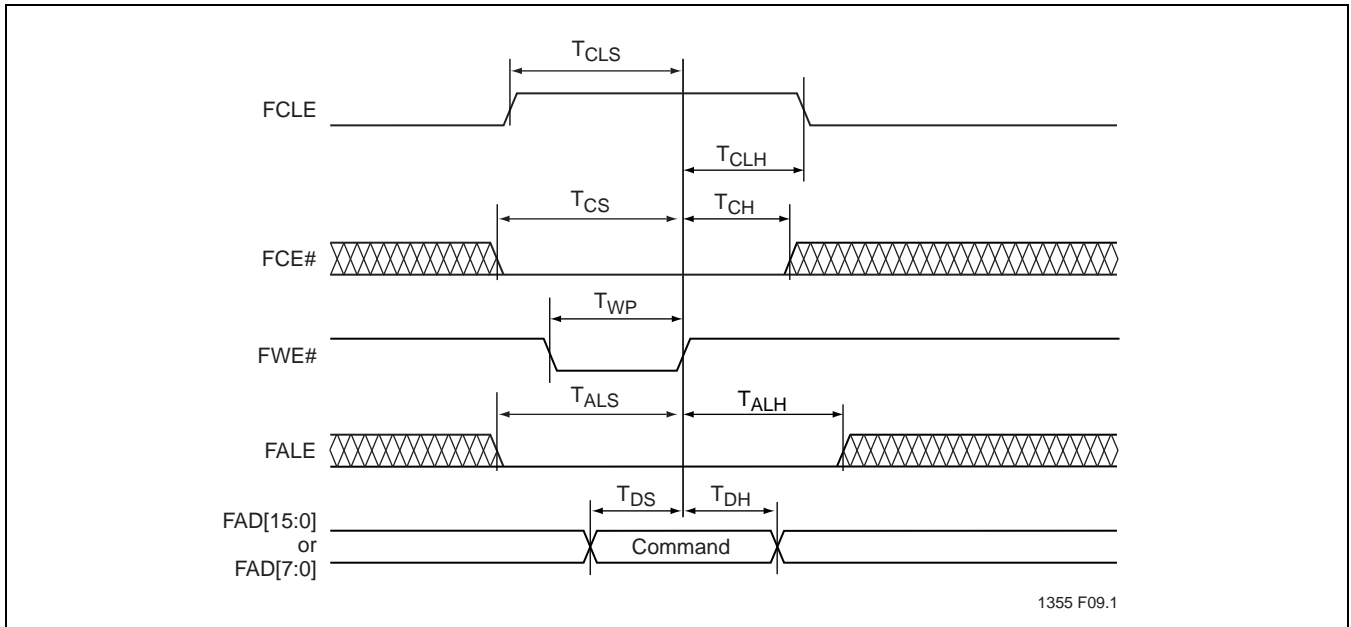 TCLS
FCLE
TCLH
TCS
TCH
FCE#
TWP
FWE#
TALS
TALH
FALE
TDS
TDH
FAD[15:0]
or
FAD[7:0]
Command
1355 F09.1